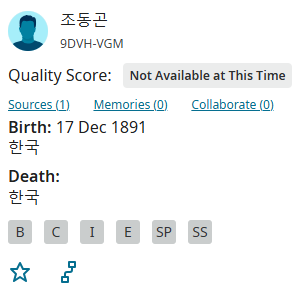 조동곤
9DVH-VGM
Quality Score: Not Available at This Time
Sources (1) Memories (0) Collaborate (0)
Birth: 17 Dec 1891
한국
Death:
한국
B C I E SP SS